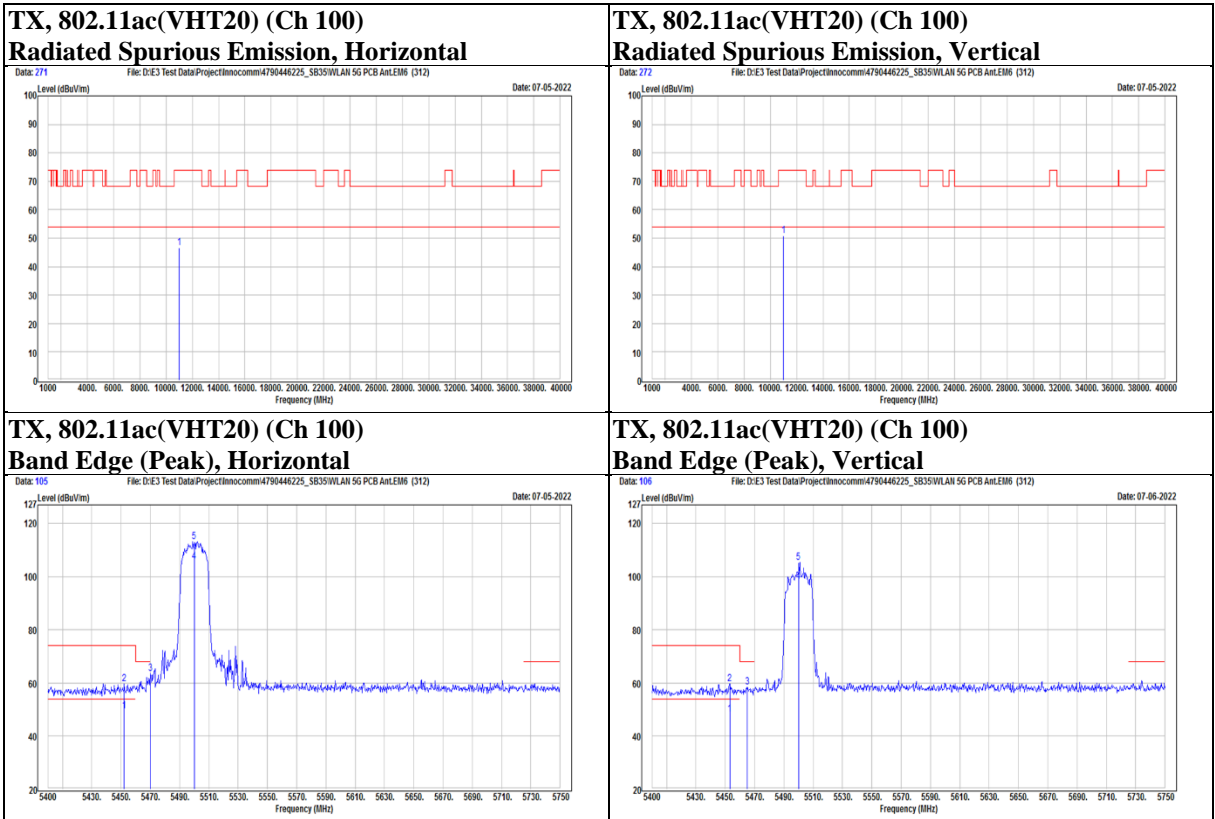 TX, 802.11ac(VHT20) (Ch 100)
Radiated Spurious Emission, Horizontal
Data: 271 File: D:\E3 Test Data\Project\Innocomm\4790446225_SB35\WLAN 5G PCB Ant.EM6 (312)
Level (dBuV/m) Date: 07-05-2022
100
90
80
70
60
50
40
30
20
10
0
1
1000 4000. 6000. 8000. 10000. 12000. 14000. 16000. 18000. 20000. 22000. 24000. 26000. 28000. 30000. 32000. 34000. 36000. 38000. 40000
Frequency (MHz)
TX, 802.11ac(VHT20) (Ch 100)
Radiated Spurious Emission, Vertical
Data: 272 File: D:\E3 Test Data\Project\Innocomm\4790446225_SB35\WLAN 5G PCB Ant.EM6 (312)
Level (dBuV/m) Date: 07-05-2022
100
90
80
70
60
50
40
30
20
10
0
1
1000 4000. 6000. 8000. 10000. 12000. 14000. 16000. 18000. 20000. 22000. 24000. 26000. 28000. 30000. 32000. 34000. 36000. 38000. 40000
Frequency (MHz)
TX, 802.11ac(VHT20) (Ch 100)
Band Edge (Peak), Horizontal
Data: 105 File: D:\E3 Test Data\Project\Innocomm\4790446225_SB35\WLAN 5G PCB Ant.EM6 (312)
127 Level (dBuV/m) Date: 07-05-2022
120
100
80
60
40
20
5
4
3
2
1
5400 5430. 5450. 5470. 5490. 5510. 5530. 5550. 5570. 5590. 5610. 5630. 5650. 5670. 5690. 5710. 5730. 5750
Frequency (MHz)
TX, 802.11ac(VHT20) (Ch 100)
Band Edge (Peak), Vertical
Data: 106 File: D:\E3 Test Data\Project\Innocomm\4790446225_SB35\WLAN 5G PCB Ant.EM6 (312)
127 Level (dBuV/m) Date: 07-06-2022
120
100
80
60
40
20
5
2
3
5400 5430. 5450. 5470. 5490. 5510. 5530. 5550. 5570. 5590. 5610. 5630. 5650. 5670. 5690. 5710. 5730. 5750
Frequency (MHz)